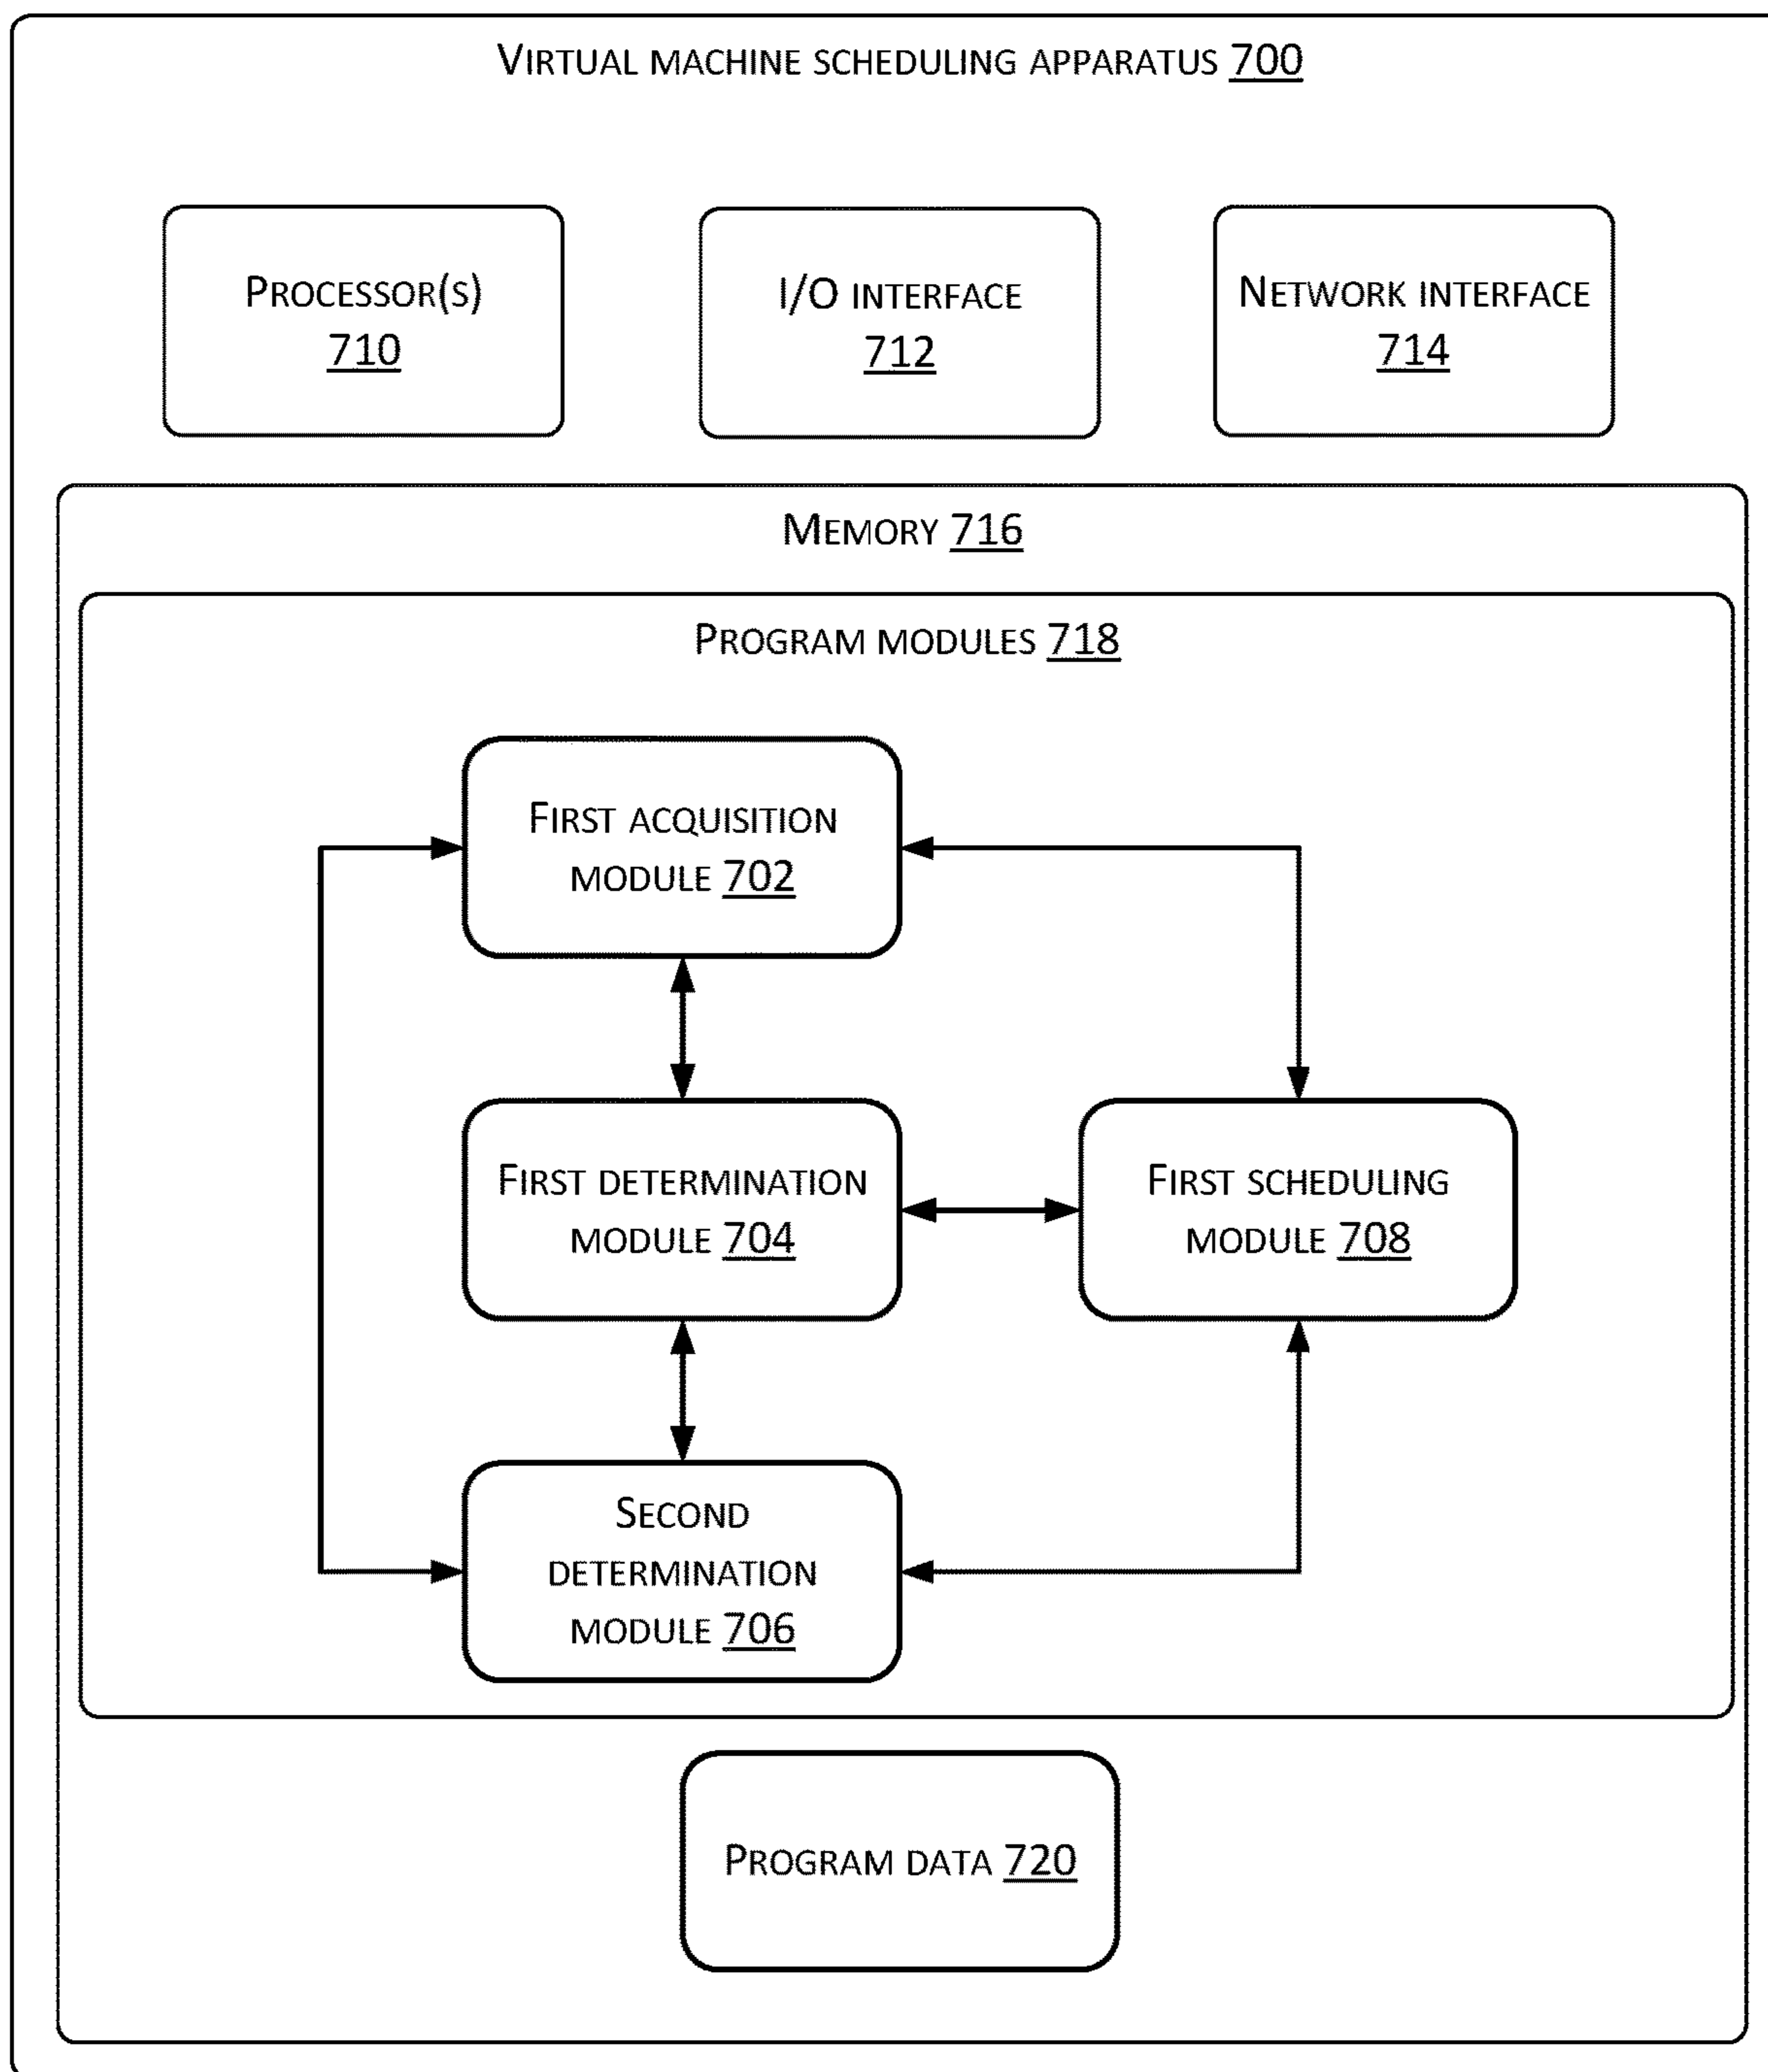 VIRTUAL MACHINE SCHEDULING APPARATUS 700
PROCESSOR(S)
710
I/O INTERFACE
712
NETWORK INTERFACE
714
MEMORY 716
PROGRAM MODULES 718
FIRST ACQUISITION
MODULE 702
FIRST DETERMINATION
MODULE 704
FIRST SCHEDULING
MODULE 708
SECOND
DETERMINATION
MODULE 706
PROGRAM DATA 720